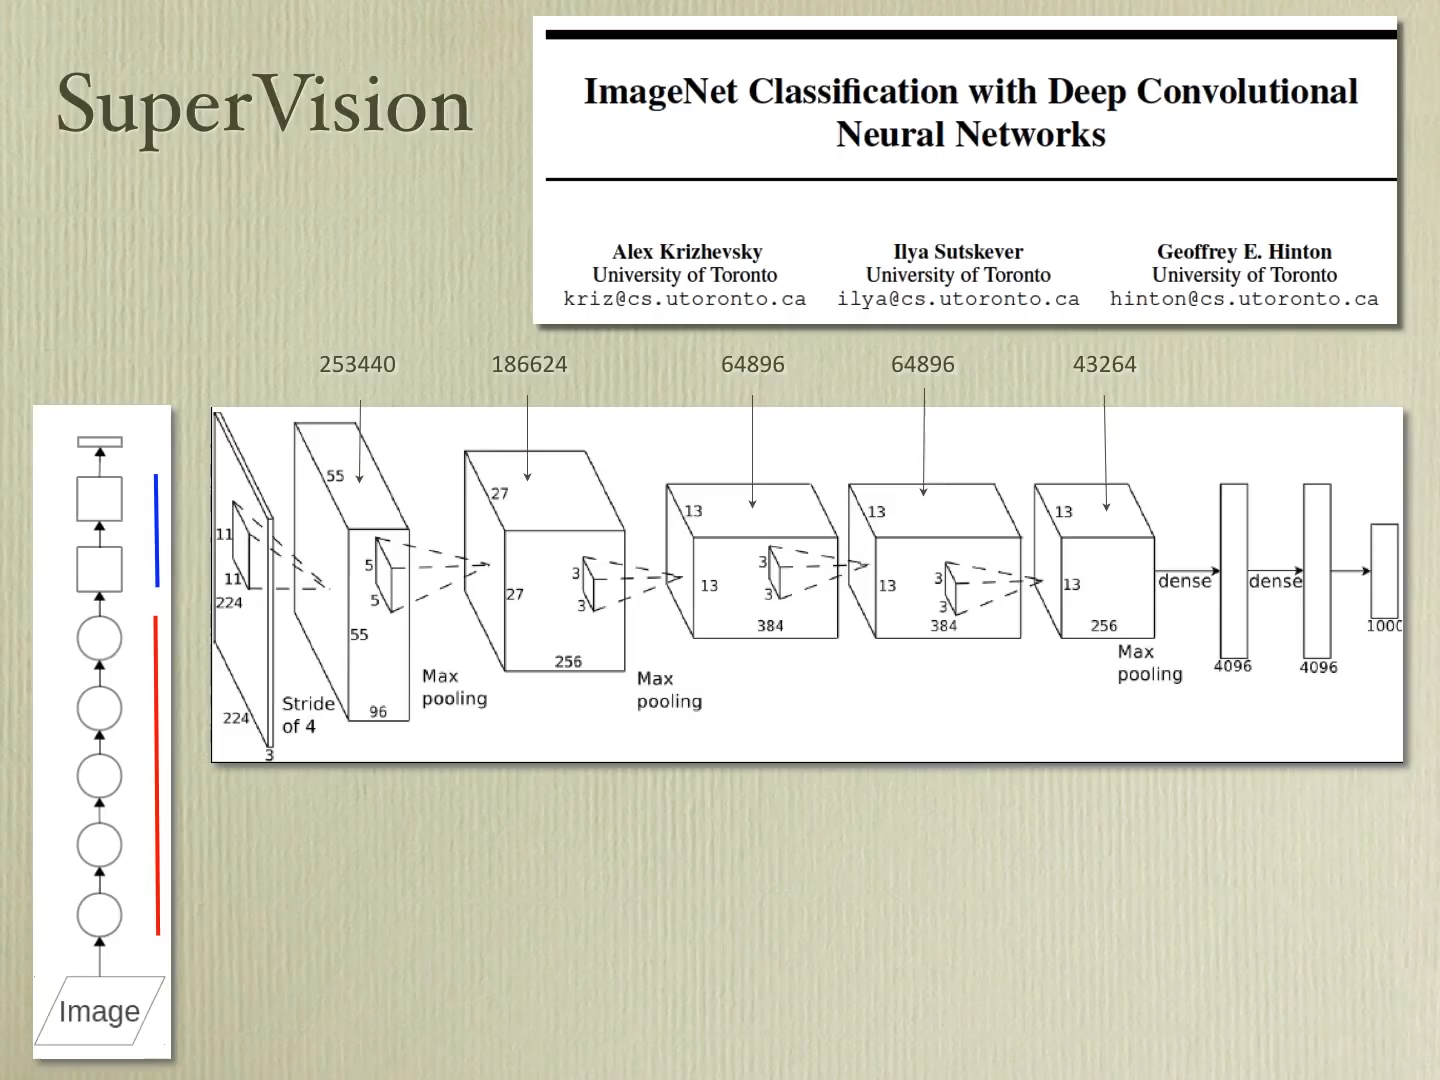 SuperVision
ImageNet Classification with Deep Convolutional
Neural Networks
Alex Krizhevsky
University of Toronto
kriz@cs.utoronto.ca
Ilya Sutskever
University of Toronto
ilya@cs.utoronto.ca
Geoffrey E. Hinton
University of Toronto
hinton@cs.utoronto.ca
253440 186624 64896 64896 43264
11
11
224
224
3
Stride
of 4
55
55
96
5
5
Max
pooling
27
27
256
3
3
Max
pooling
13
13
384
3
3
13
13
384
3
3
13
13
256
Max
pooling
dense
4096
dense
4096
1000
Image